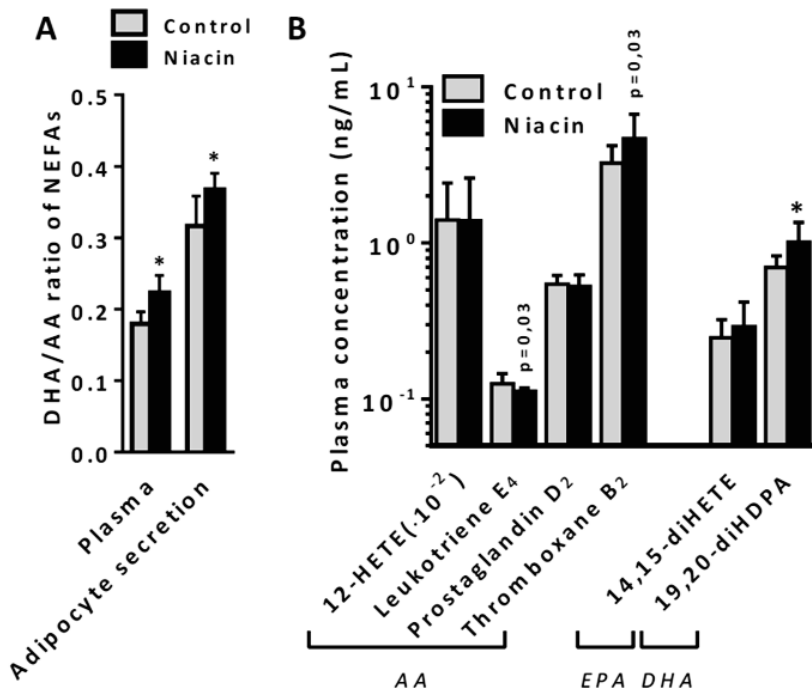 A
Control
Niacin
DHA/AA ratio of NEFAs
0.5
0.4
0.3
0.2
0.1
0.0
*
*
Plasma
Adipocyte secretion
B
Control
Niacin
Plasma concentration (ng/mL)
10¹
10⁰
10⁻¹
p=0,03
p=0,03
*
12-HETE(·10⁻²)
Leukotriene E₄
Prostaglandin D₂
Thromboxane B₂
14,15-diHETE
19,20-diHDPA
AA
EPA
DHA